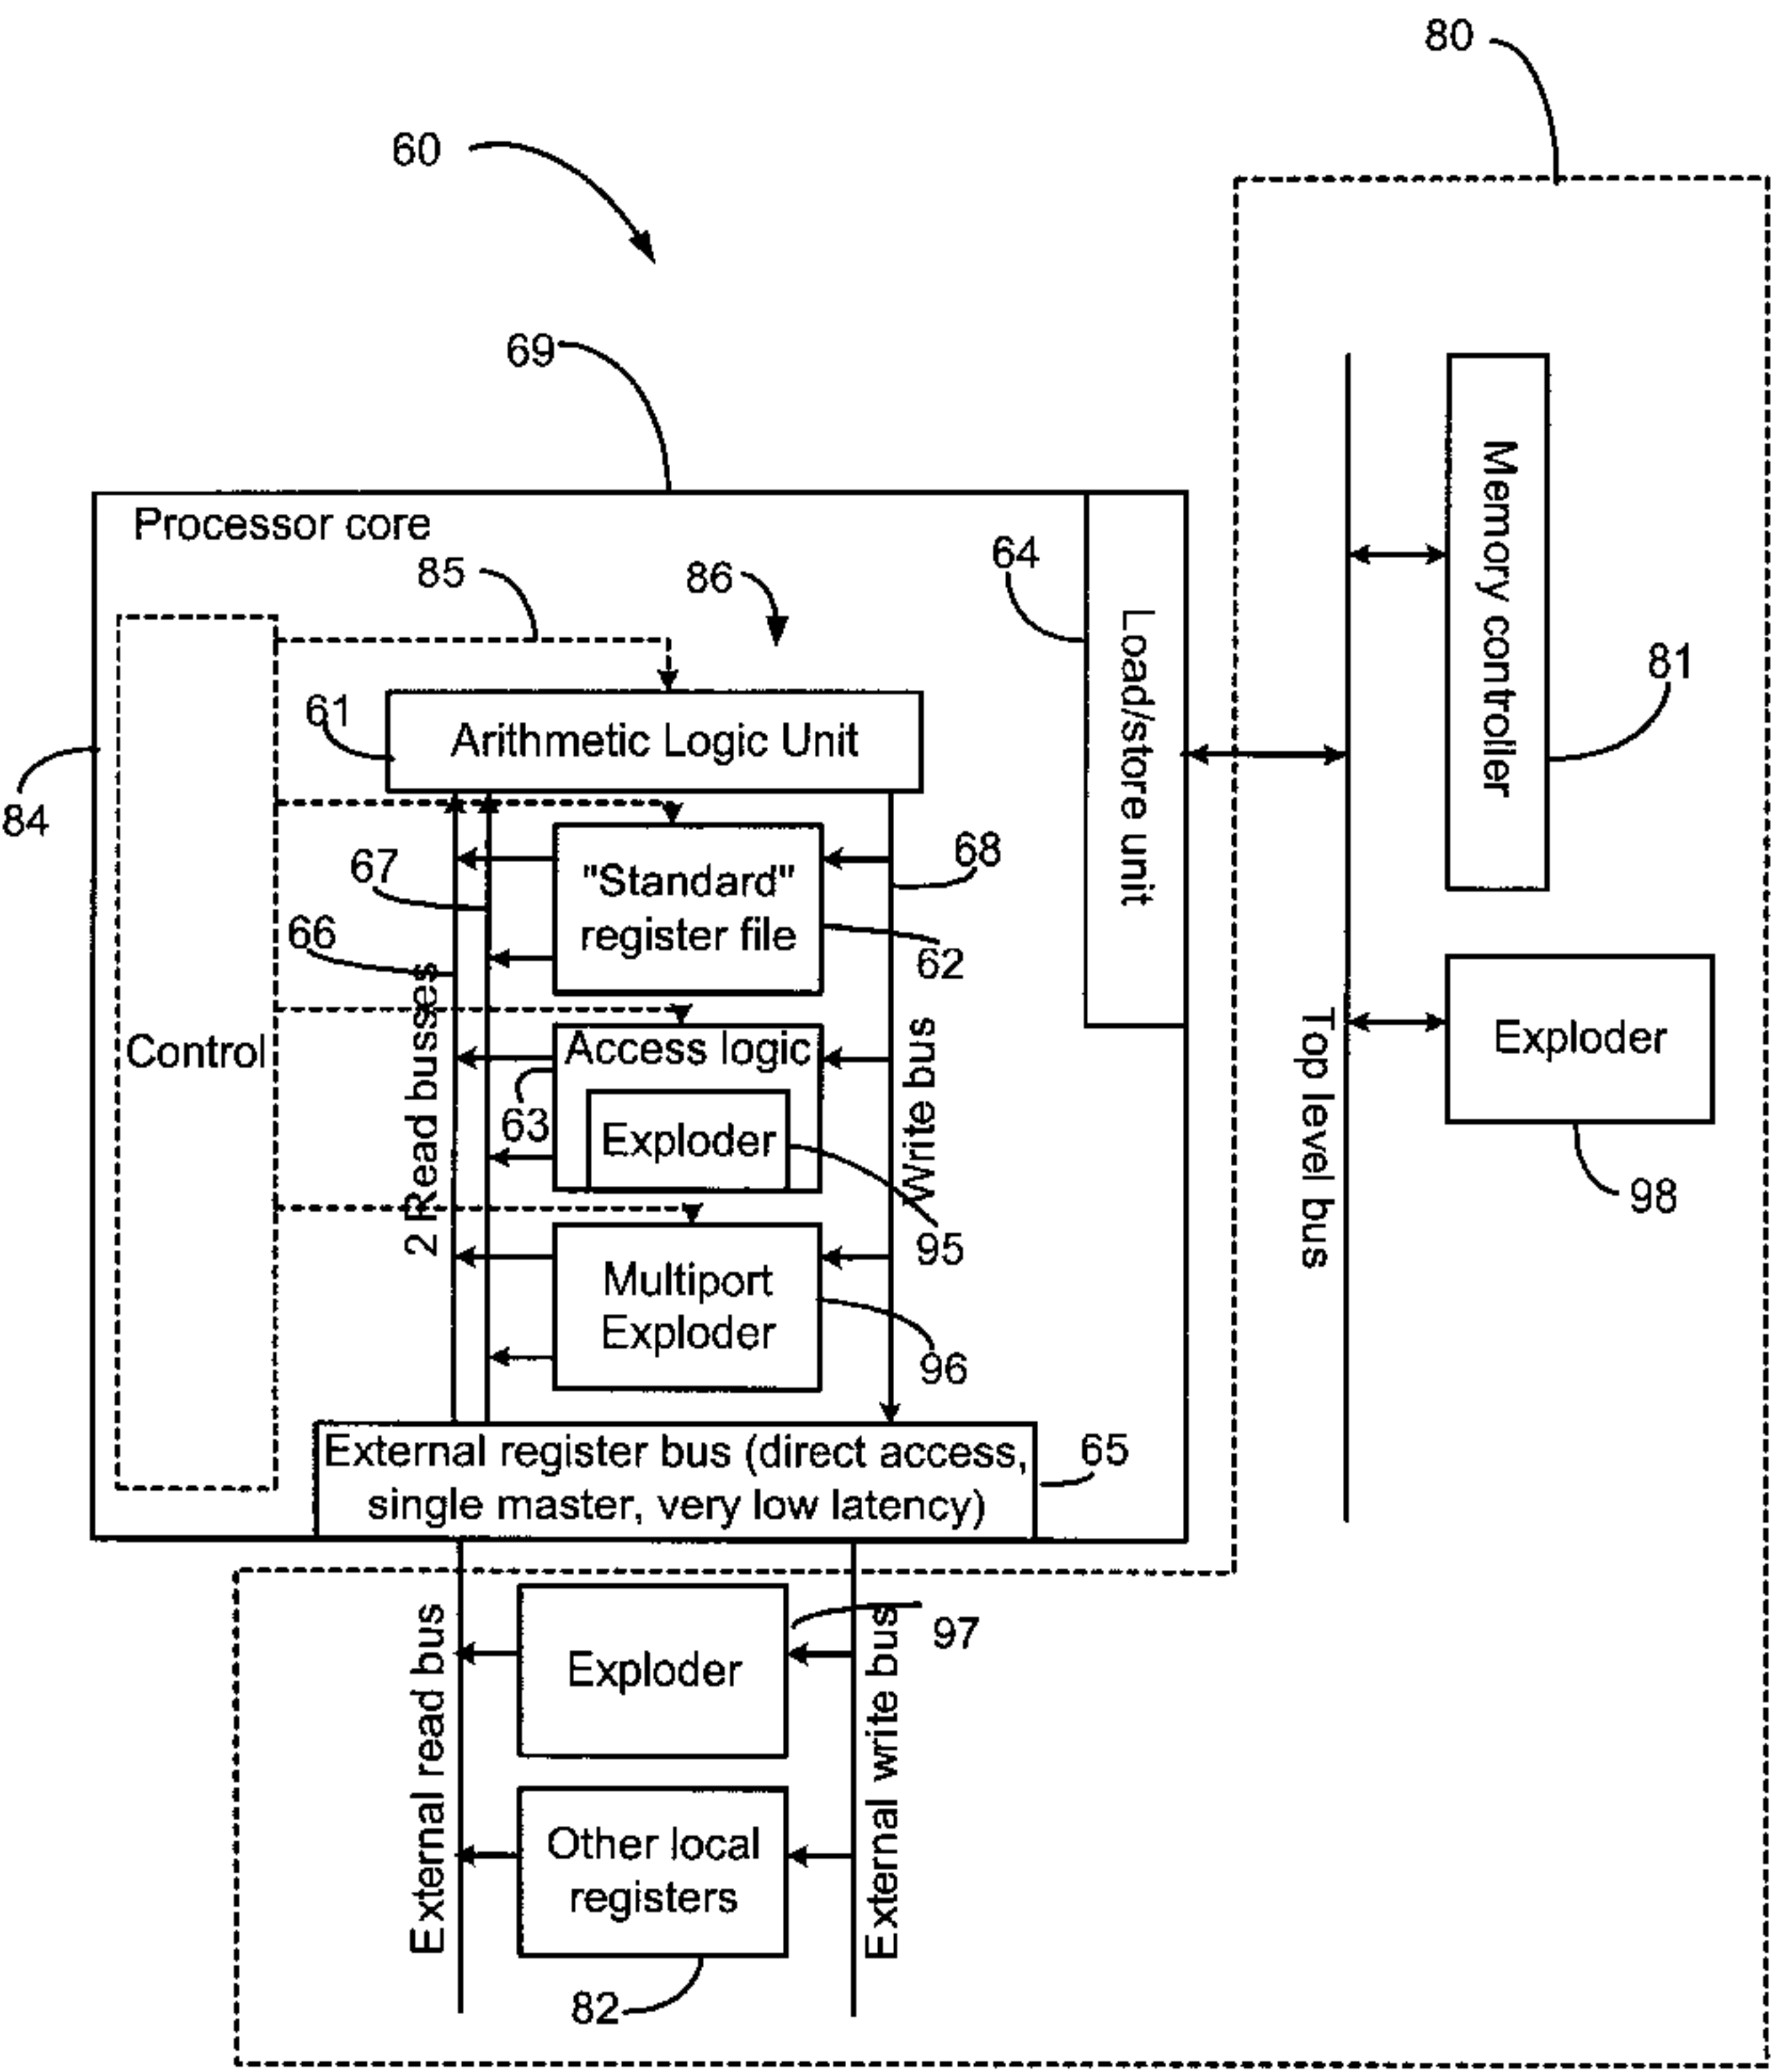 80
60
69
Processor core
85
86
64
Load/store unit
Memory controller
81
61
Arithmetic Logic Unit
84
67
"Standard"
register file
68
66
62
2 Read busses
Control
Access logic
63
Exploder
Write bus
95
Top level bus
Exploder
98
Multiport
Exploder
96
External register bus (direct access,
single master, very low latency)
65
External read bus
Exploder
97
External write bus
Other local
registers
82